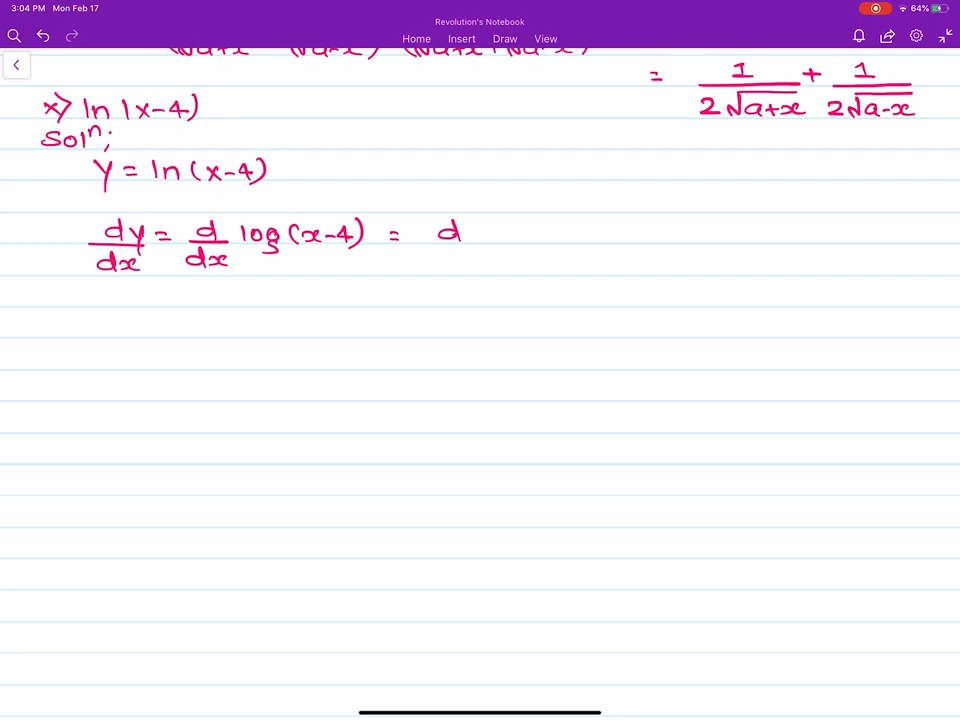 3:04 PM Mon Feb 17
64%
Revolution's Notebook
Home Insert Draw View
= 1/(2√(a+x)) + 1/(2√(a-x))
x> ln(x-4)
Solⁿ;
y = ln(x-4)
dy/dx = d/dx log(x-4) = d